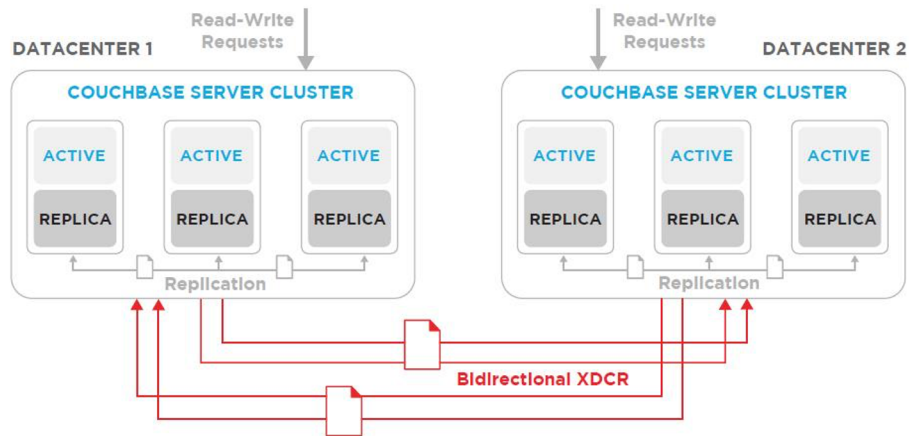 Read-Write
Requests
DATACENTER 1
COUCHBASE SERVER CLUSTER
ACTIVE
ACTIVE
ACTIVE
REPLICA
REPLICA
REPLICA
Replication
Read-Write
Requests
DATACENTER 2
COUCHBASE SERVER CLUSTER
ACTIVE
ACTIVE
ACTIVE
REPLICA
REPLICA
REPLICA
Replication
Bidirectional XDCR